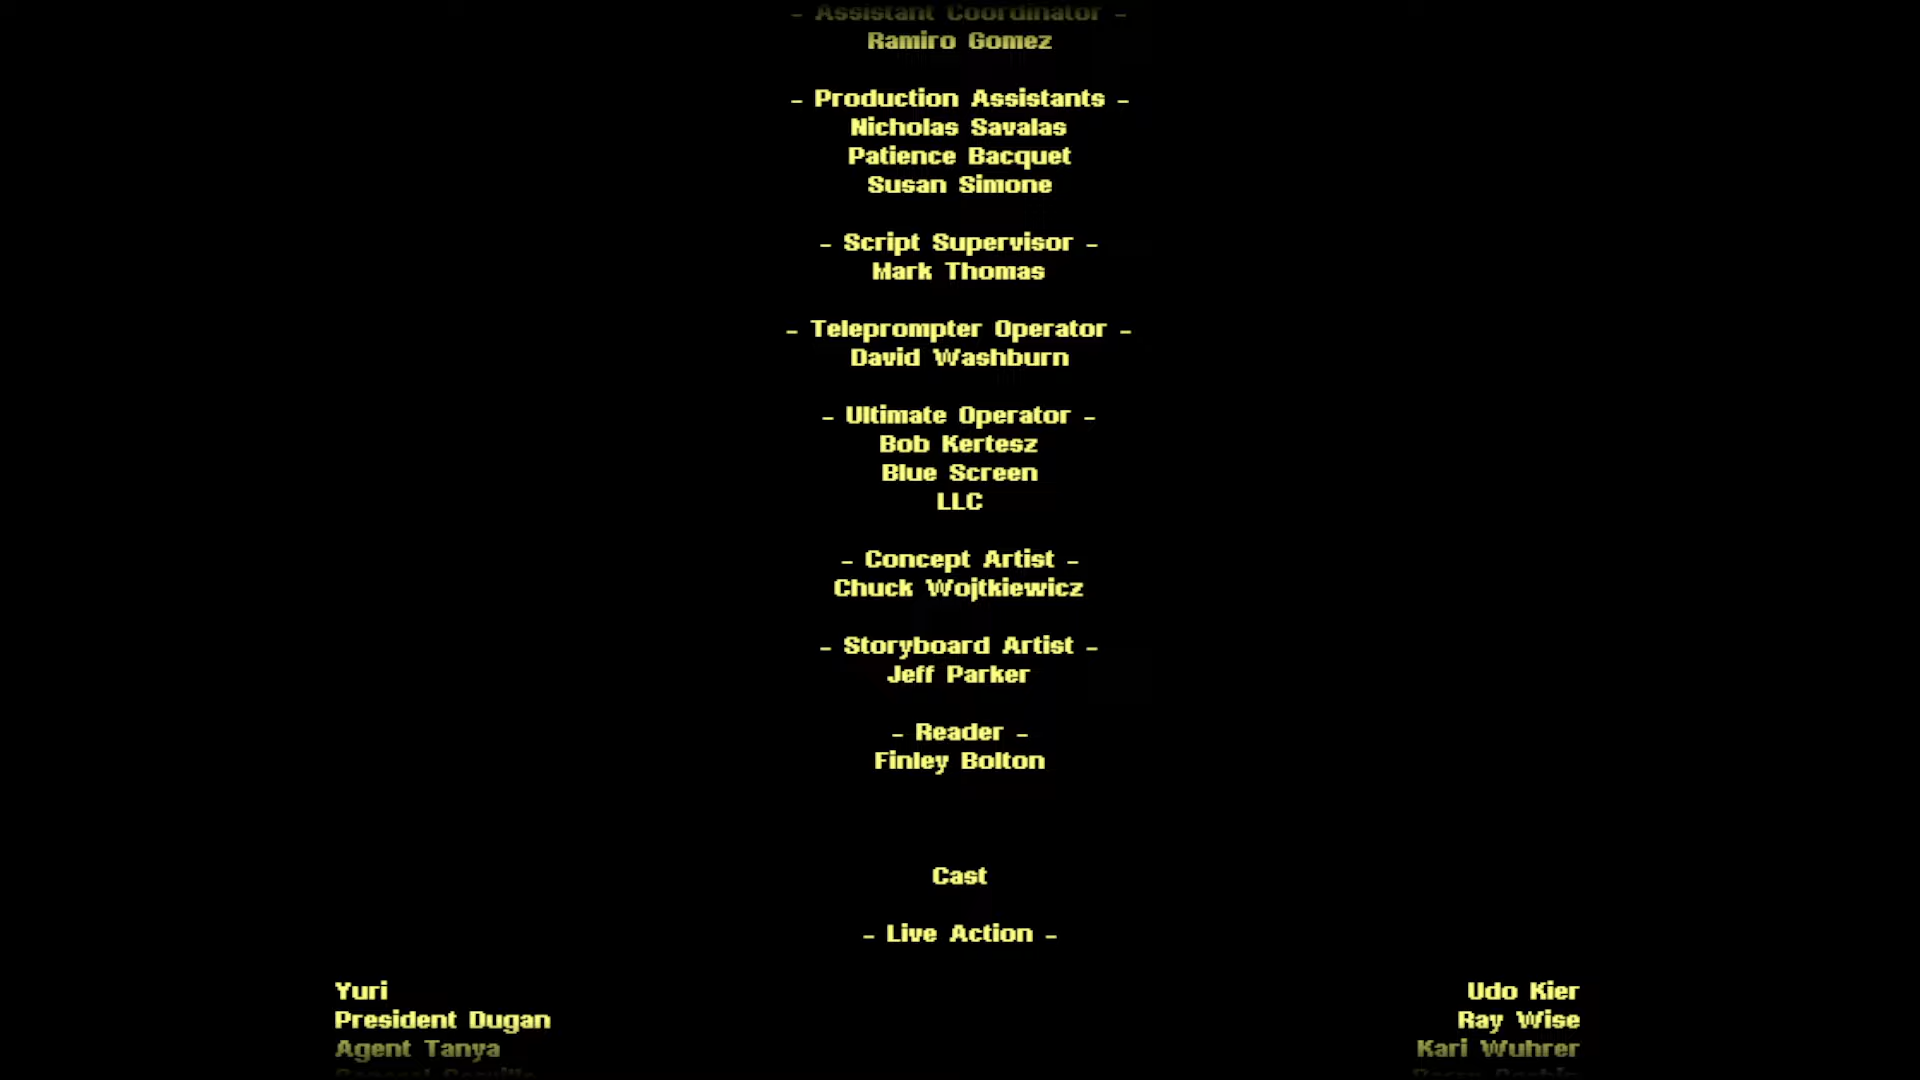 - Assistant Coordinator -
Ramiro Gomez
- Production Assistants -
Nicholas Savalas
Patience Bacquet
Susan Simone
- Script Supervisor -
Mark Thomas
- Teleprompter Operator -
David Washburn
- Ultimate Operator -
Bob Kertesz
Blue Screen
LLC
- Concept Artist -
Chuck Wojtkiewicz
- Storyboard Artist -
Jeff Parker
- Reader -
Finley Bolton
Cast
- Live Action -
Yuri Udo Kier
President Dugan Ray Wise
Agent Tanya Kari Wuhrer